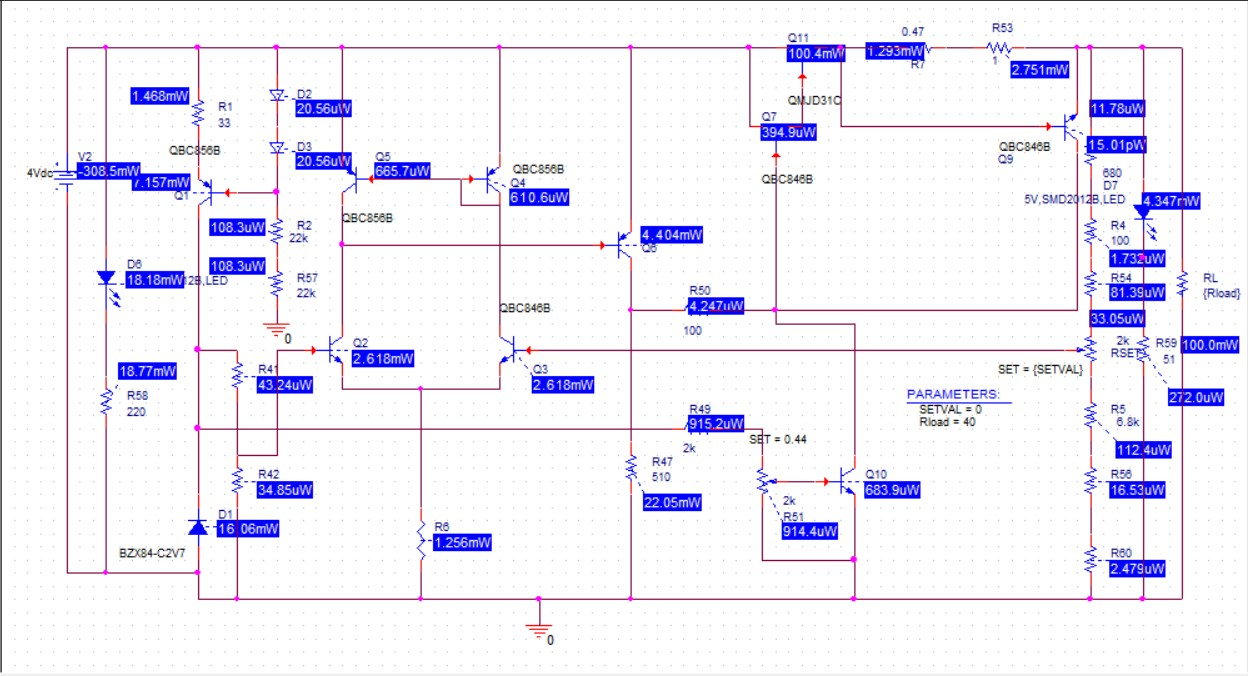 0.47
R53
Q11
100.4mW
1.293mW
R7
1
2.751mW
1.468mW
R1
33
D2
20.56uW
QMJD31C
11.78uW
Q7
394.9uW
QBC846B
Q9
15.01pW
QBC856B
D3
20.56uW
Q5
665.7uW
QBC856B
Q4
610.6uW
QBC846B
V2
4Vdc
-308.5mW
7.157mW
Q1
680
D7
5V,SMD2012B,LED
4.347mW
QBC856B
108.3uW
R2
22k
4.404mW
Q6
R4
100
1.732uW
D6
18.18mW
12B,LED
108.3uW
R57
22k
R54
81.39uW
RL
{Rload}
0
QBC846B
R50
4.247uW
100
33.05uW
2k
RSET
R59
51
100.0mW
Q2
2.618mW
Q3
2.618mW
SET = {SETVAL}
18.77mW
R58
220
R41
43.24uW
272.0uW
PARAMETERS:
SETVAL = 0
Rload = 40
R49
915.2uW
2k
SET = 0.44
R5
6.8k
112.4uW
R42
34.85uW
R47
510
22.05mW
Q10
683.9uW
R56
16.53uW
2k
R51
914.4uW
D1
16.06mW
BZX84-C2V7
R6
1.256mW
R60
2.479uW
0